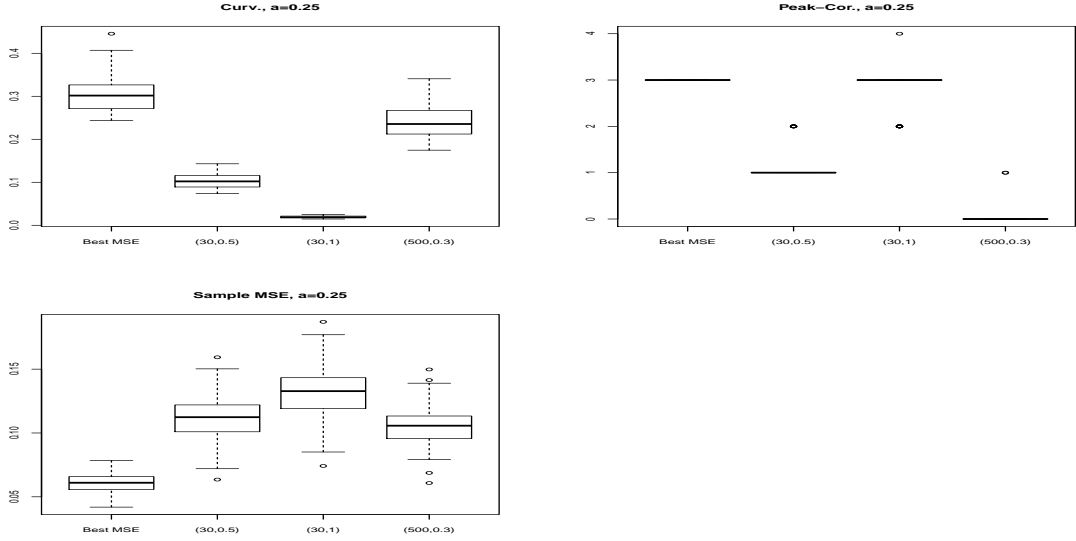 Curv., a=0.25
0.4
0.3
0.2
0.1
0.0
Best MSE (30,0.5) (30,1) (500,0.3)
Peak−Cor., a=0.25
4
3
2
1
0
Best MSE (30,0.5) (30,1) (500,0.3)
Sample MSE, a=0.25
0.15
0.10
0.05
Best MSE (30,0.5) (30,1) (500,0.3)